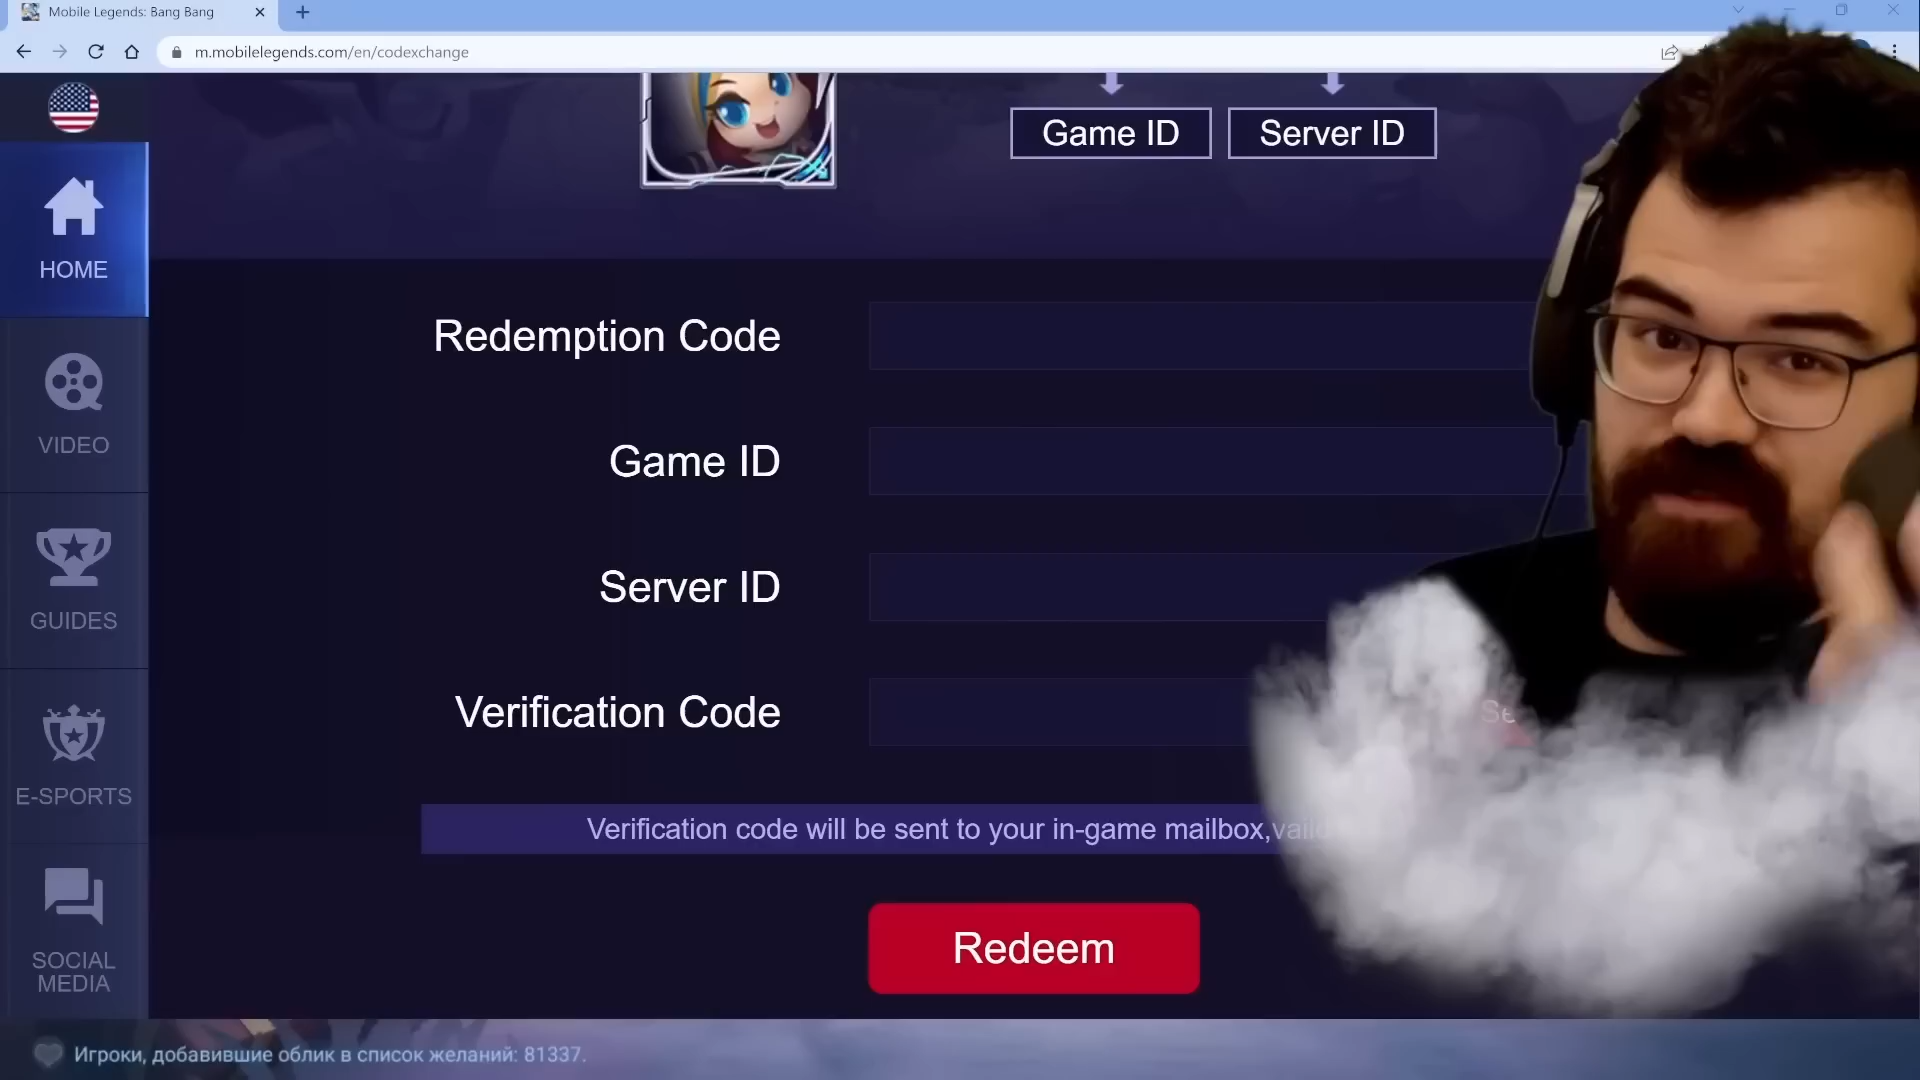 Mobile Legends: Bang Bang
m.mobilelegends.com/en/codexchange
Game ID
Server ID
HOME
Redemption Code
VIDEO
Game ID
GUIDES
Server ID
E-SPORTS
Verification Code
Verification code will be sent to your in-game mailbox,
SOCIAL
MEDIA
Redeem
Игроки, добавившие облик в список желаний: 81337.